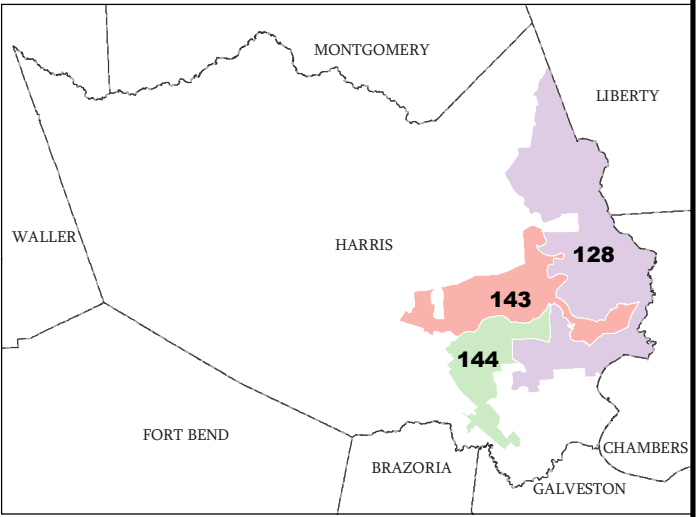 MONTGOMERY
LIBERTY
WALLER
HARRIS
128
143
144
FORT BEND
BRAZORIA
CHAMBERS
GALVESTON